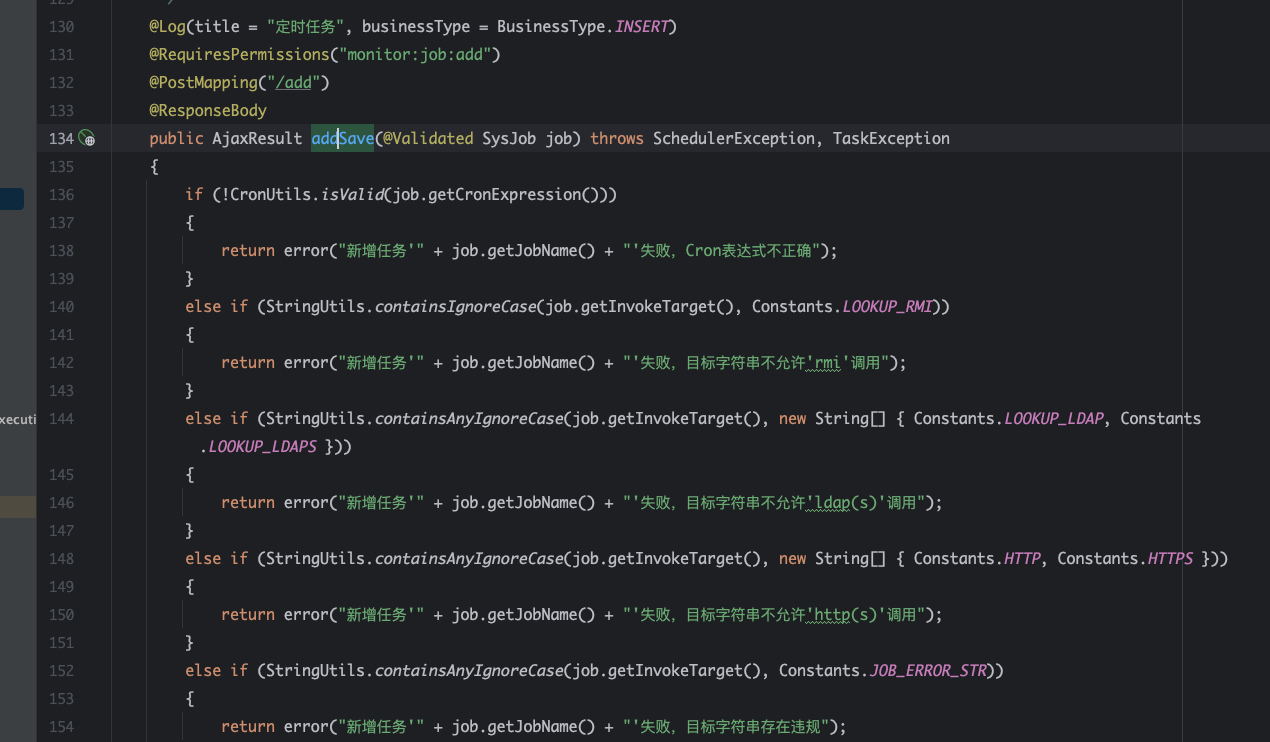 129 */
130 @Log(title = "定时任务", businessType = BusinessType.INSERT)
131 @RequiresPermissions("monitor:job:add")
132 @PostMapping("/add")
133 @ResponseBody
134 public AjaxResult addSave(@Validated SysJob job) throws SchedulerException, TaskException
135 {
136 if (!CronUtils.isValid(job.getCronExpression()))
137 {
138 return error("新增任务'" + job.getJobName() + "'失败，Cron表达式不正确");
139 }
140 else if (StringUtils.containsIgnoreCase(job.getInvokeTarget(), Constants.LOOKUP_RMI))
141 {
142 return error("新增任务'" + job.getJobName() + "'失败，目标字符串不允许'rmi'调用");
143 }
xecuti
144 else if (StringUtils.containsAnyIgnoreCase(job.getInvokeTarget(), new String[] { Constants.LOOKUP_LDAP, Constants
.LOOKUP_LDAPS }))
145 {
146 return error("新增任务'" + job.getJobName() + "'失败，目标字符串不允许'ldap(s)'调用");
147 }
148 else if (StringUtils.containsAnyIgnoreCase(job.getInvokeTarget(), new String[] { Constants.HTTP, Constants.HTTPS }))
149 {
150 return error("新增任务'" + job.getJobName() + "'失败，目标字符串不允许'http(s)'调用");
151 }
152 else if (StringUtils.containsAnyIgnoreCase(job.getInvokeTarget(), Constants.JOB_ERROR_STR))
153 {
154 return error("新增任务'" + job.getJobName() + "'失败，目标字符串存在违规");